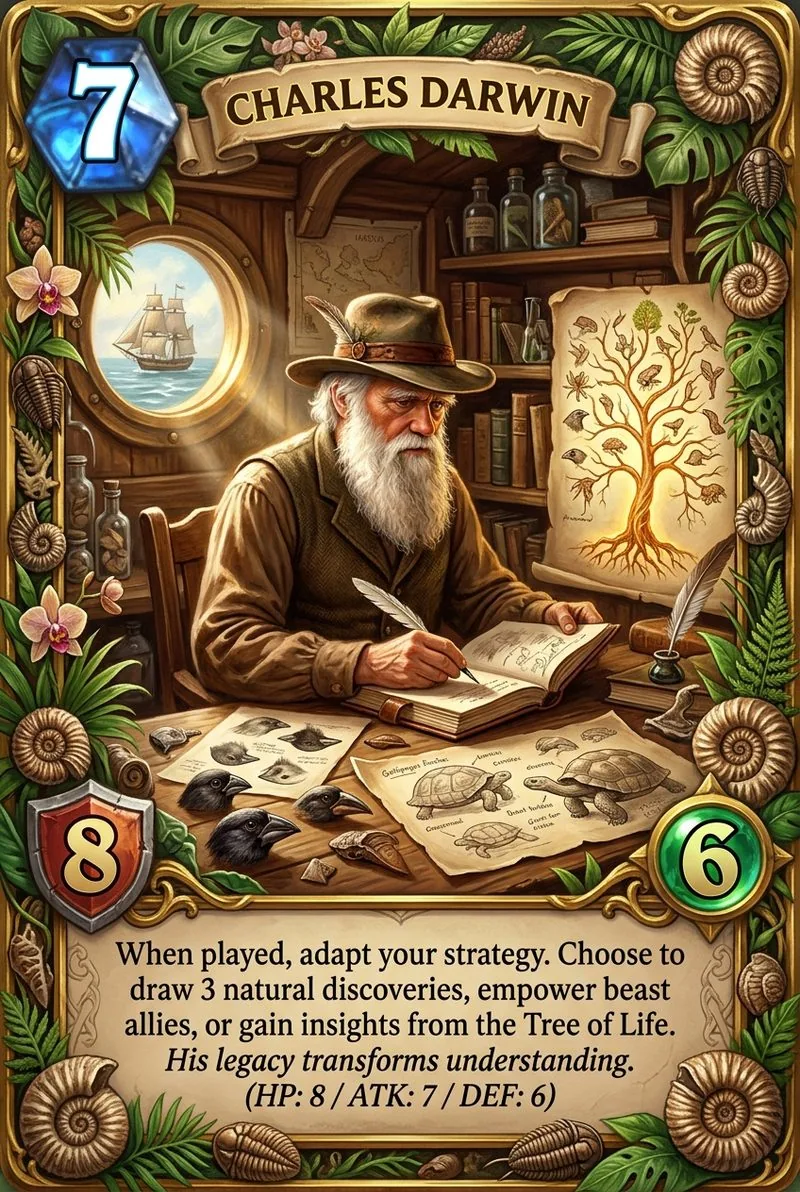 7
CHARLES DARWIN
8
6
When played, adapt your strategy. Choose to
draw 3 natural discoveries, empower beast
allies, or gain insights from the Tree of Life.
His legacy transforms understanding.
(HP: 8 / ATK: 7 / DEF: 6)